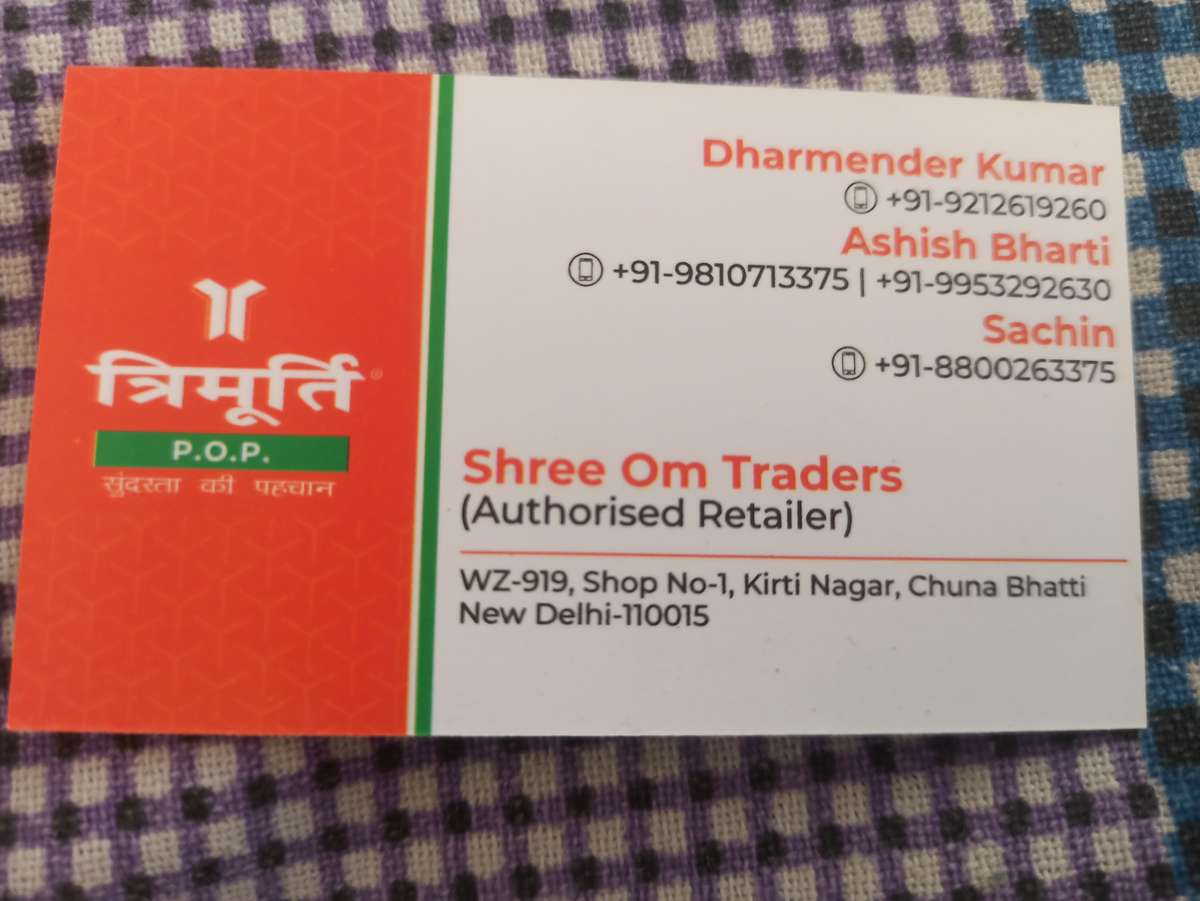 त्रिमूर्ति®
P.O.P.
सुंदरता की पहचान
Dharmender Kumar
+91-9212619260
Ashish Bharti
+91-9810713375 | +91-9953292630
Sachin
+91-8800263375
Shree Om Traders
(Authorised Retailer)
WZ-919, Shop No-1, Kirti Nagar, Chuna Bhatti
New Delhi-110015